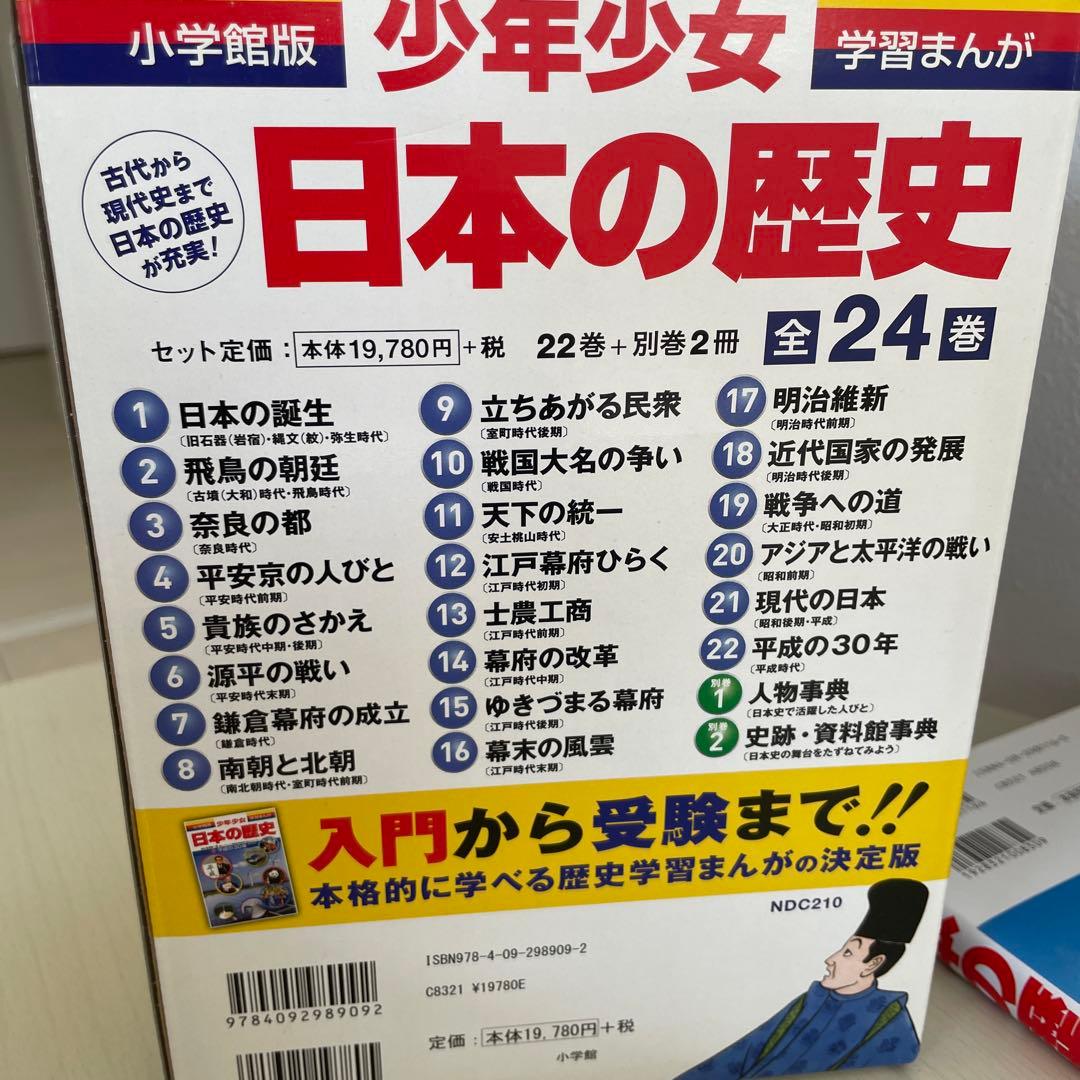 小学館版
少年少女
学習まんが
日本の歴史
古代から
現代史まで
日本の歴史
が充実!
セット定価:本体19,780円+税 22巻+別巻2冊 全24巻
1 日本の誕生
(旧石器(岩宿)・縄文(紋)・弥生時代)
2 飛鳥の朝廷
(古墳(大和)時代・飛鳥時代)
3 奈良の都
(奈良時代)
4 平安京の人びと
(平安時代前期)
5 貴族のさかえ
(平安時代中期・後期)
6 源平の戦い
(平安時代末期)
7 鎌倉幕府の成立
(鎌倉時代)
8 南朝と北朝
(南北朝時代・室町時代前期)
9 立ちあがる民衆
(室町時代後期)
10 戦国大名の争い
(戦国時代)
11 天下の統一
(安土桃山時代)
12 江戸幕府ひらく
(江戸時代初期)
13 士農工商
(江戸時代前期)
14 幕府の改革
(江戸時代中期)
15 ゆきづまる幕府
(江戸時代後期)
16 幕末の風雲
(江戸時代末期)
17 明治維新
(明治時代前期)
18 近代国家の発展
(明治時代後期)
19 戦争への道
(大正時代・昭和初期)
20 アジアと太平洋の戦い
(昭和前期)
21 現代の日本
(昭和後期・平成)
22 平成の30年
(平成時代)
別巻1 人物事典
(日本史で活躍した人びと)
別巻2 史跡・資料館事典
(日本史の舞台をたずねてみよう)
少年少女
日本の歴史
入門から受験まで!!
本格的に学べる歴史学習まんがの決定版
NDC210
ISBN978-4-09-298909-2
C8321 ¥19780E
9784092989092
定価:本体19,780円+税
小学館